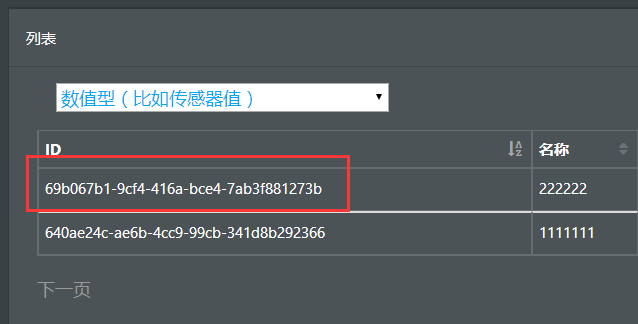 列表
数值型（比如传感器值）
ID 名称
69b067b1-9cf4-416a-bce4-7ab3f881273b 222222
640ae24c-ae6b-4cc9-99cb-341d8b292366 1111111
下一页